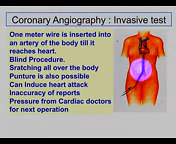 Coronary Angiography : Invasive test
One meter wire is inserted into
an artery of the body till it
reaches heart.
Blind Procedure.
Sratching all over the body
Punture is also possible
Can Induce heart attack
Inaccuracy of reports
Pressure from Cardiac doctors
for next operation